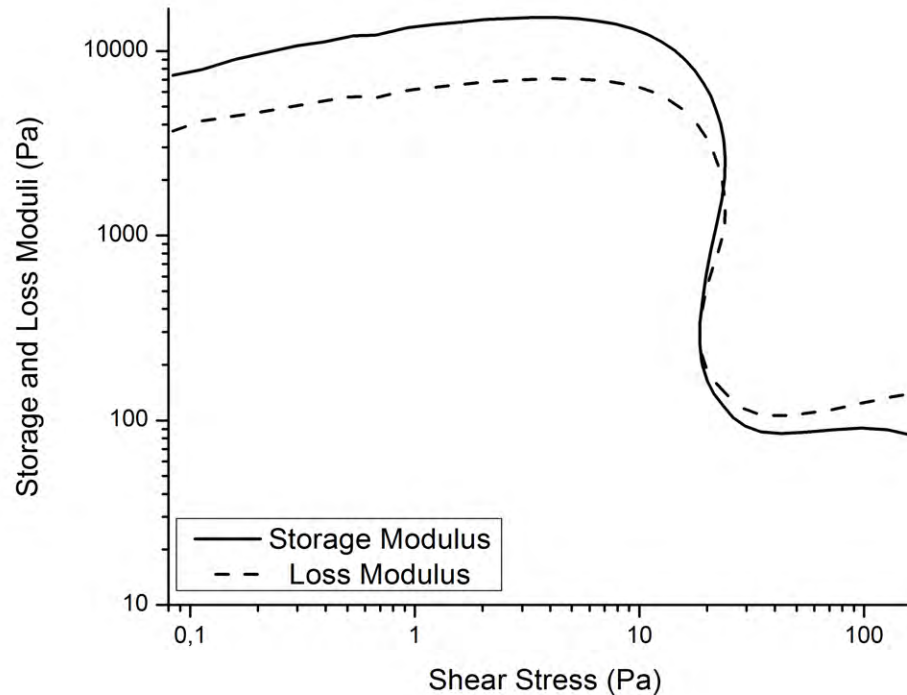 Storage and Loss Moduli (Pa)
10000
1000
100
10
Storage Modulus
Loss Modulus
0,1
1
10
100
Shear Stress (Pa)